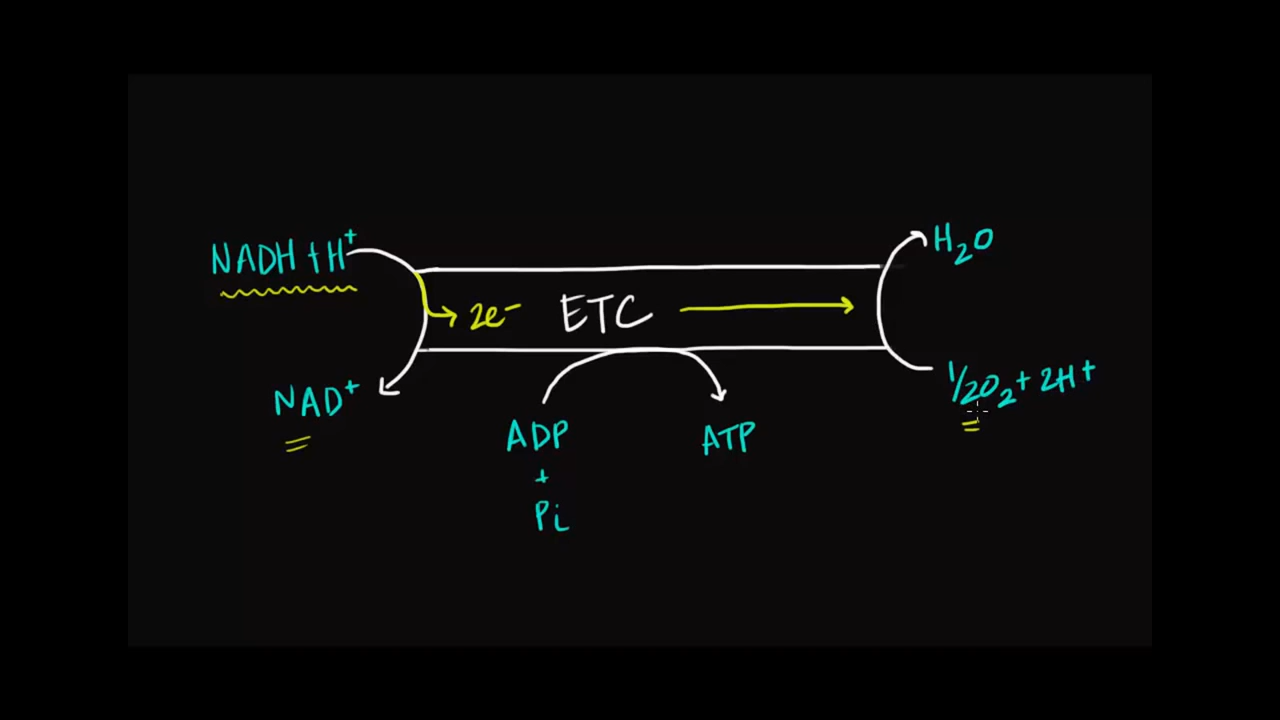 NADH + H⁺
H₂O
2e⁻ ETC
½O₂ + 2H⁺
NAD⁺
ADP
ATP
+
Pi